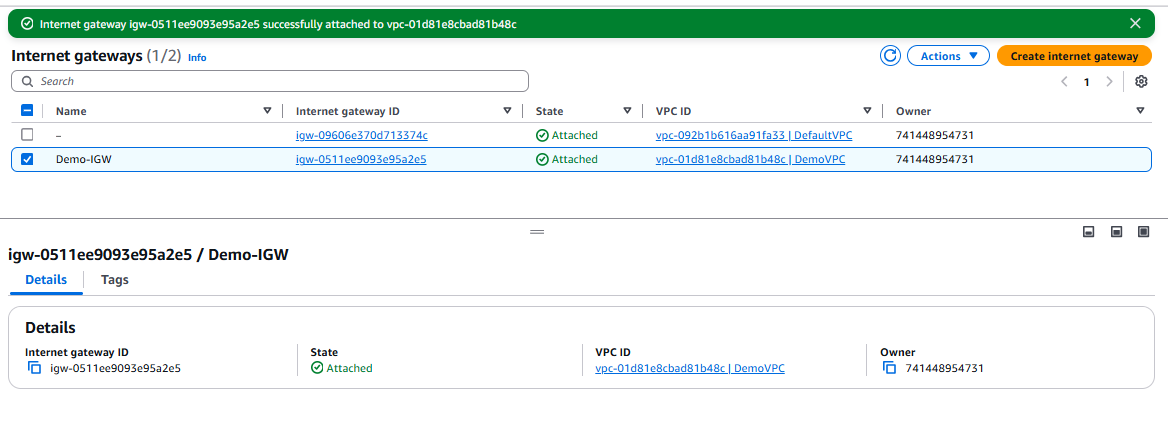 Internet gateway igw-0511ee9093e95a2e5 successfully attached to vpc-01d81e8cbad81b48c
Internet gateways (1/2) Info
Actions
Create internet gateway
Search
1
Name Internet gateway ID State VPC ID Owner
– igw-09606e370d713374c Attached vpc-092b1b616aa91fa33 | DefaultVPC 741448954731
Demo-IGW igw-0511ee9093e95a2e5 Attached vpc-01d81e8cbad81b48c | DemoVPC 741448954731
igw-0511ee9093e95a2e5 / Demo-IGW
Details Tags
Details
Internet gateway ID State VPC ID Owner
igw-0511ee9093e95a2e5 Attached vpc-01d81e8cbad81b48c | DemoVPC 741448954731